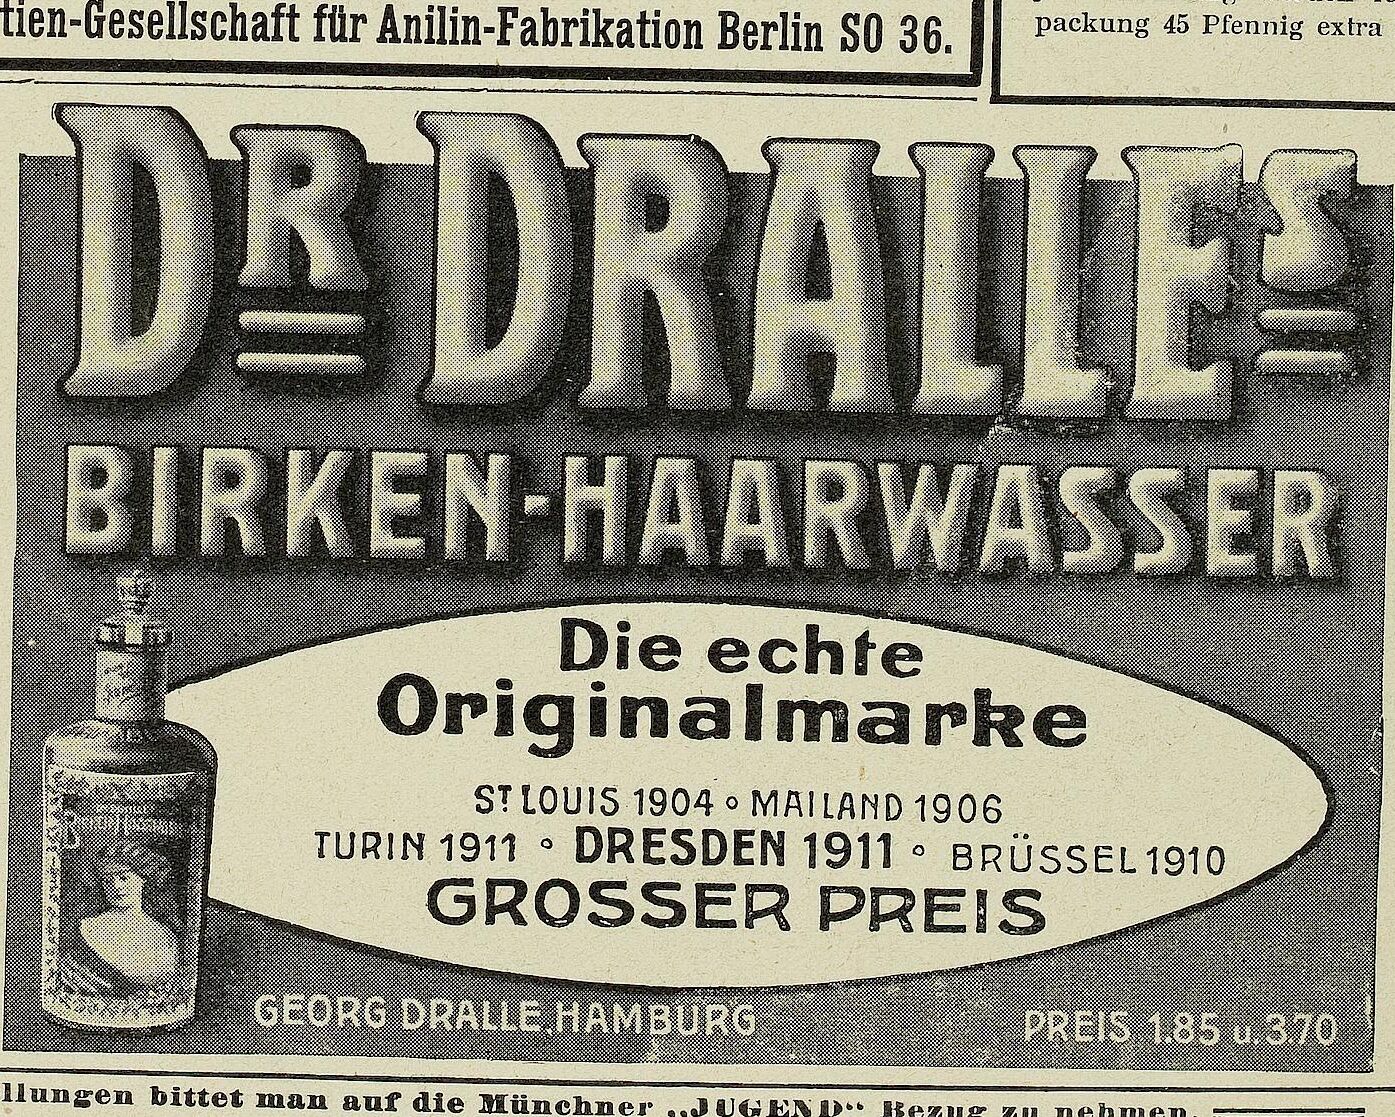 tien-Gesellschaft für Anilin-Fabrikation Berlin SO 36.
packung 45 Pfennig extra
DR DRALLES
BIRKEN-HAARWASSER
Die echte
Originalmarke
ST LOUIS 1904 ∘ MAILAND 1906
TURIN 1911 ∘ DRESDEN 1911 ∘ BRÜSSEL 1910
GROSSER PREIS
GEORG DRALLE HAMBURG
PREIS 1.85 u. 3.70
llungen bittet man auf die Münchner „JUGEND“ Bezug zu nehmen.